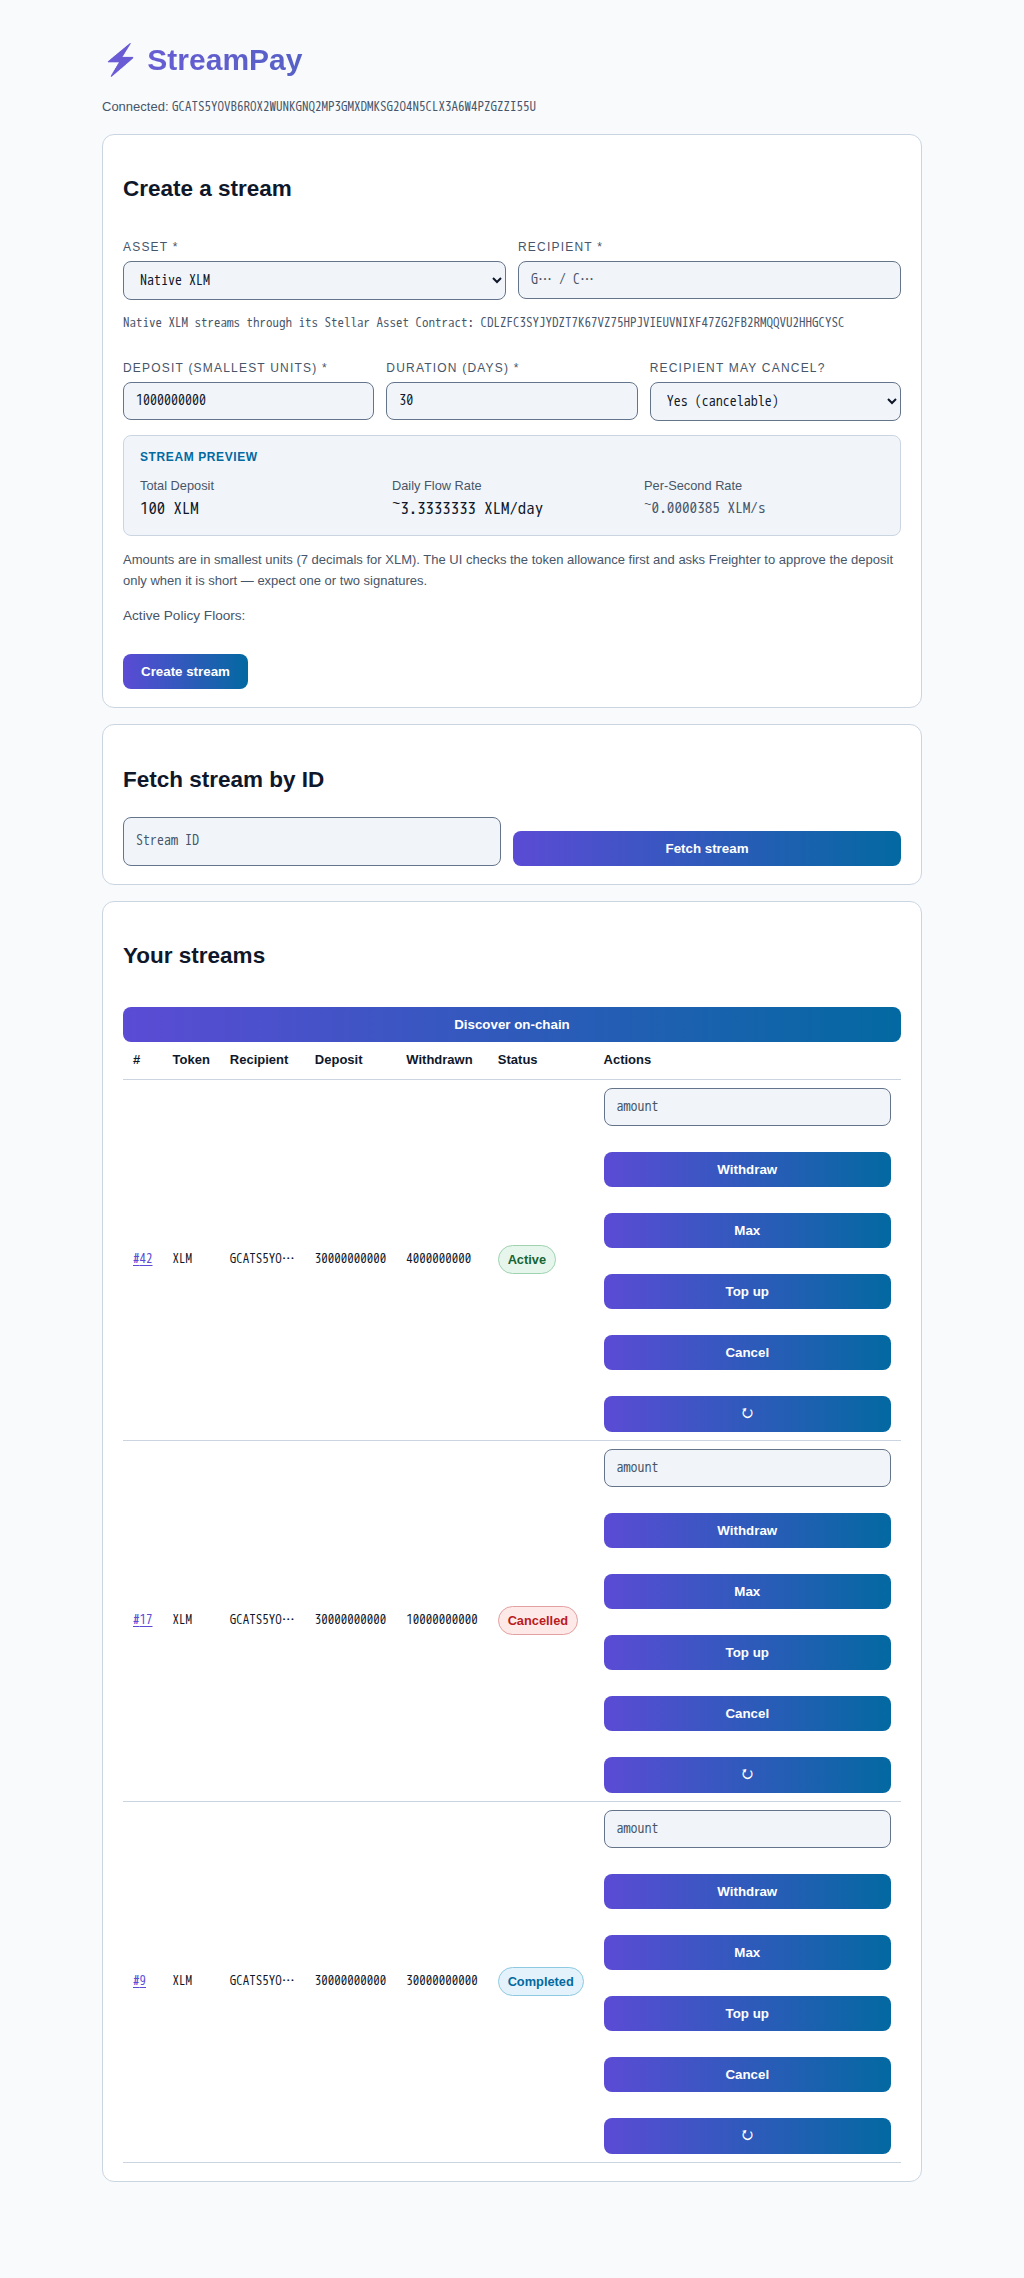 ⚡ StreamPay
Connected: GCATS5YOVB6ROX2WUNKGNQ2MP3GMXDMKSG2O4N5CLX3A6W4PZGZZI55U
Create a stream
ASSET * RECIPIENT *
Native XLM G… / C…
Native XLM streams through its Stellar Asset Contract: CDLZFC3SYJYDZT7K67VZ75HPJVIEUVNIXF47ZG2FB2RMQQVU2HHGCYSC
DEPOSIT (SMALLEST UNITS) * DURATION (DAYS) * RECIPIENT MAY CANCEL?
1000000000 30 Yes (cancelable)
STREAM PREVIEW
Total Deposit Daily Flow Rate Per-Second Rate
100 XLM ~3.3333333 XLM/day ~0.0000385 XLM/s
Amounts are in smallest units (7 decimals for XLM). The UI checks the token allowance first and asks Freighter to approve the deposit
only when it is short — expect one or two signatures.
Active Policy Floors:
Create stream
Fetch stream by ID
Stream ID Fetch stream
Your streams
Discover on-chain
# Token Recipient Deposit Withdrawn Status Actions
amount
Withdraw
Max
#42 XLM GCATS5YO… 30000000000 4000000000 Active
Top up
Cancel
↻
amount
Withdraw
Max
#17 XLM GCATS5YO… 30000000000 10000000000 Cancelled
Top up
Cancel
↻
amount
Withdraw
Max
#9 XLM GCATS5YO… 30000000000 30000000000 Completed
Top up
Cancel
↻